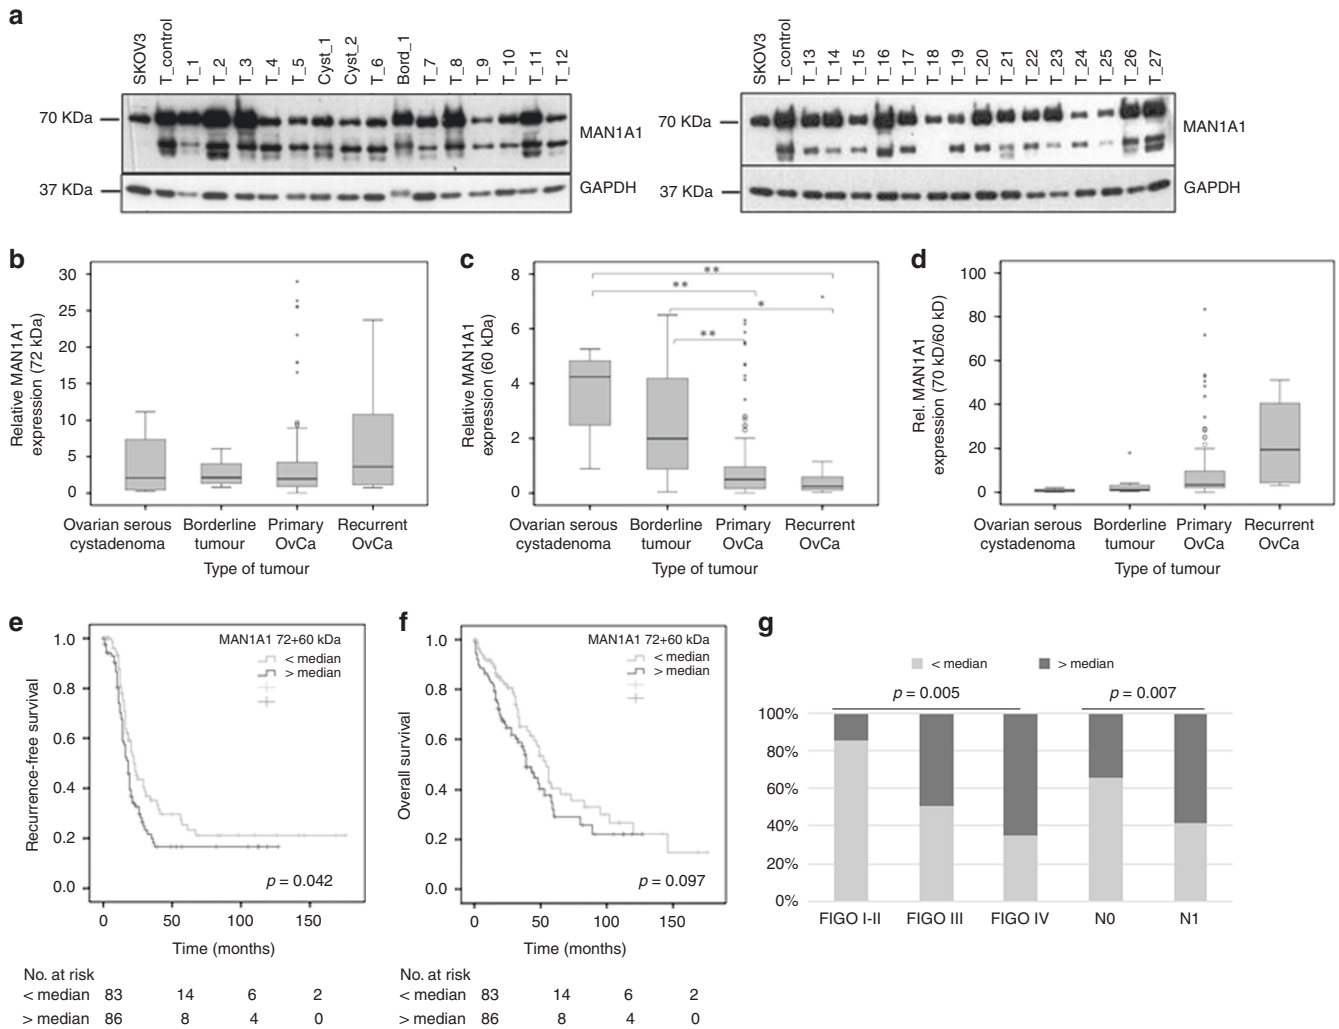 a
SKOV3 T_control T_1 T_2 T_3 T_4 T_5 Cyst_1 Cyst_2 T_6 Bord_1 T_7 T_8 T_9 T_10 T_11 T_12
70 KDa
MAN1A1
37 KDa
GAPDH
SKOV3 T_control T_13 T_14 T_15 T_16 T_17 T_18 T_19 T_20 T_21 T_22 T_23 T_24 T_25 T_26 T_27
70 KDa
MAN1A1
37 KDa
GAPDH
b
Relative MAN1A1
expression (72 kDa)
30
25
20
15
10
5
0
Ovarian serous Borderline Primary Recurrent
cystadenoma tumour OvCa OvCa
Type of tumour
c
Relative MAN1A1
expression (60 kDa)
8
6
4
2
0
**
**
*
**
Ovarian serous Borderline Primary Recurrent
cystadenoma tumour OvCa OvCa
Type of tumour
d
Rel. MAN1A1
expression (70 kD/60 kD)
100
80
60
40
20
0
Ovarian serous Borderline Primary Recurrent
cystadenoma tumour OvCa OvCa
Type of tumour
e
Recurrence-free survival
1.0
0.8
0.6
0.4
0.2
0.0
MAN1A1 72+60 kDa
< median
> median
p = 0.042
0 50 100 150
Time (months)
No. at risk
< median 83 14 6 2
> median 86 8 4 0
f
Overall survival
1.0
0.8
0.6
0.4
0.2
0.0
MAN1A1 72+60 kDa
< median
> median
p = 0.097
0 50 100 150
Time (months)
No. at risk
< median 83 14 6 2
> median 86 8 4 0
g
< median > median
p = 0.005 p = 0.007
100%
80%
60%
40%
20%
0%
FIGO I-II FIGO III FIGO IV N0 N1